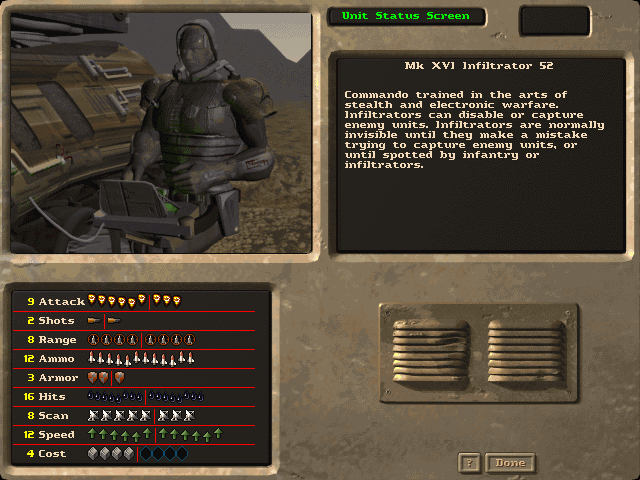 Unit Status Screen
Mk XVI Infiltrator 52
Commando trained in the arts of
stealth and electronic warfare.
Infiltrators can disable or capture
enemy units. Infiltrators are normally
invisible until they make a mistake
trying to capture enemy units, or
until spotted by infantry or
infiltrators.
9 Attack
2 Shots
8 Range
12 Ammo
3 Armor
16 Hits
8 Scan
12 Speed
4 Cost
? Done